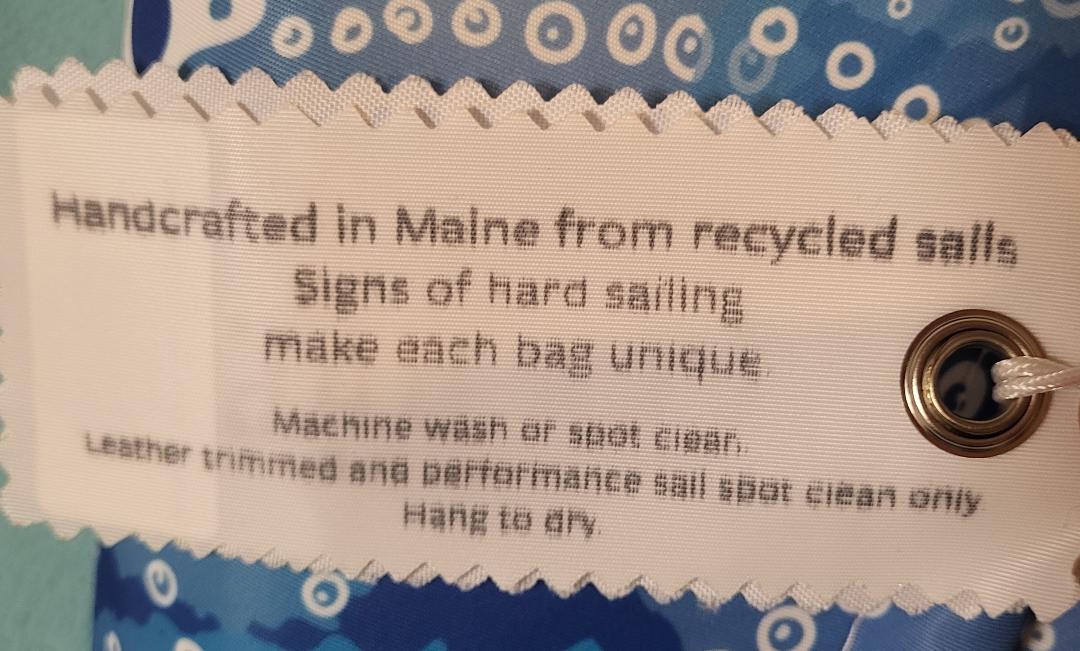 Handcrafted in Maine from recycled sails
Signs of hard sailing
make each bag unique.
Machine wash or spot clean.
Leather trimmed and performance sail spot clean only
Hang to dry.